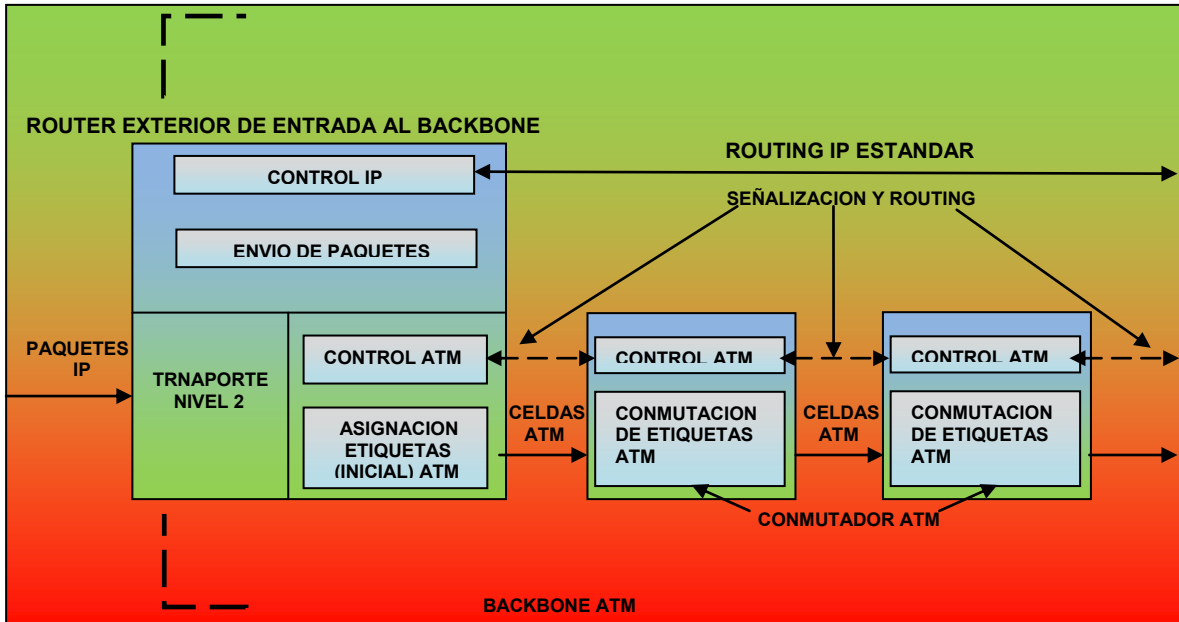 ROUTER EXTERIOR DE ENTRADA AL BACKBONE
CONTROL IP
ROUTING IP ESTANDAR
SEÑALIZACION Y ROUTING
ENVIO DE PAQUETES
PAQUETES
IP
TRNAPORTE
NIVEL 2
CONTROL ATM
ASIGNACION
ETIQUETAS
(INICIAL) ATM
CELDAS
ATM
CONTROL ATM
CONMUTACION
DE ETIQUETAS
ATM
CELDAS
ATM
CONTROL ATM
CONMUTACION
DE ETIQUETAS
ATM
CONMUTADOR ATM
BACKBONE ATM